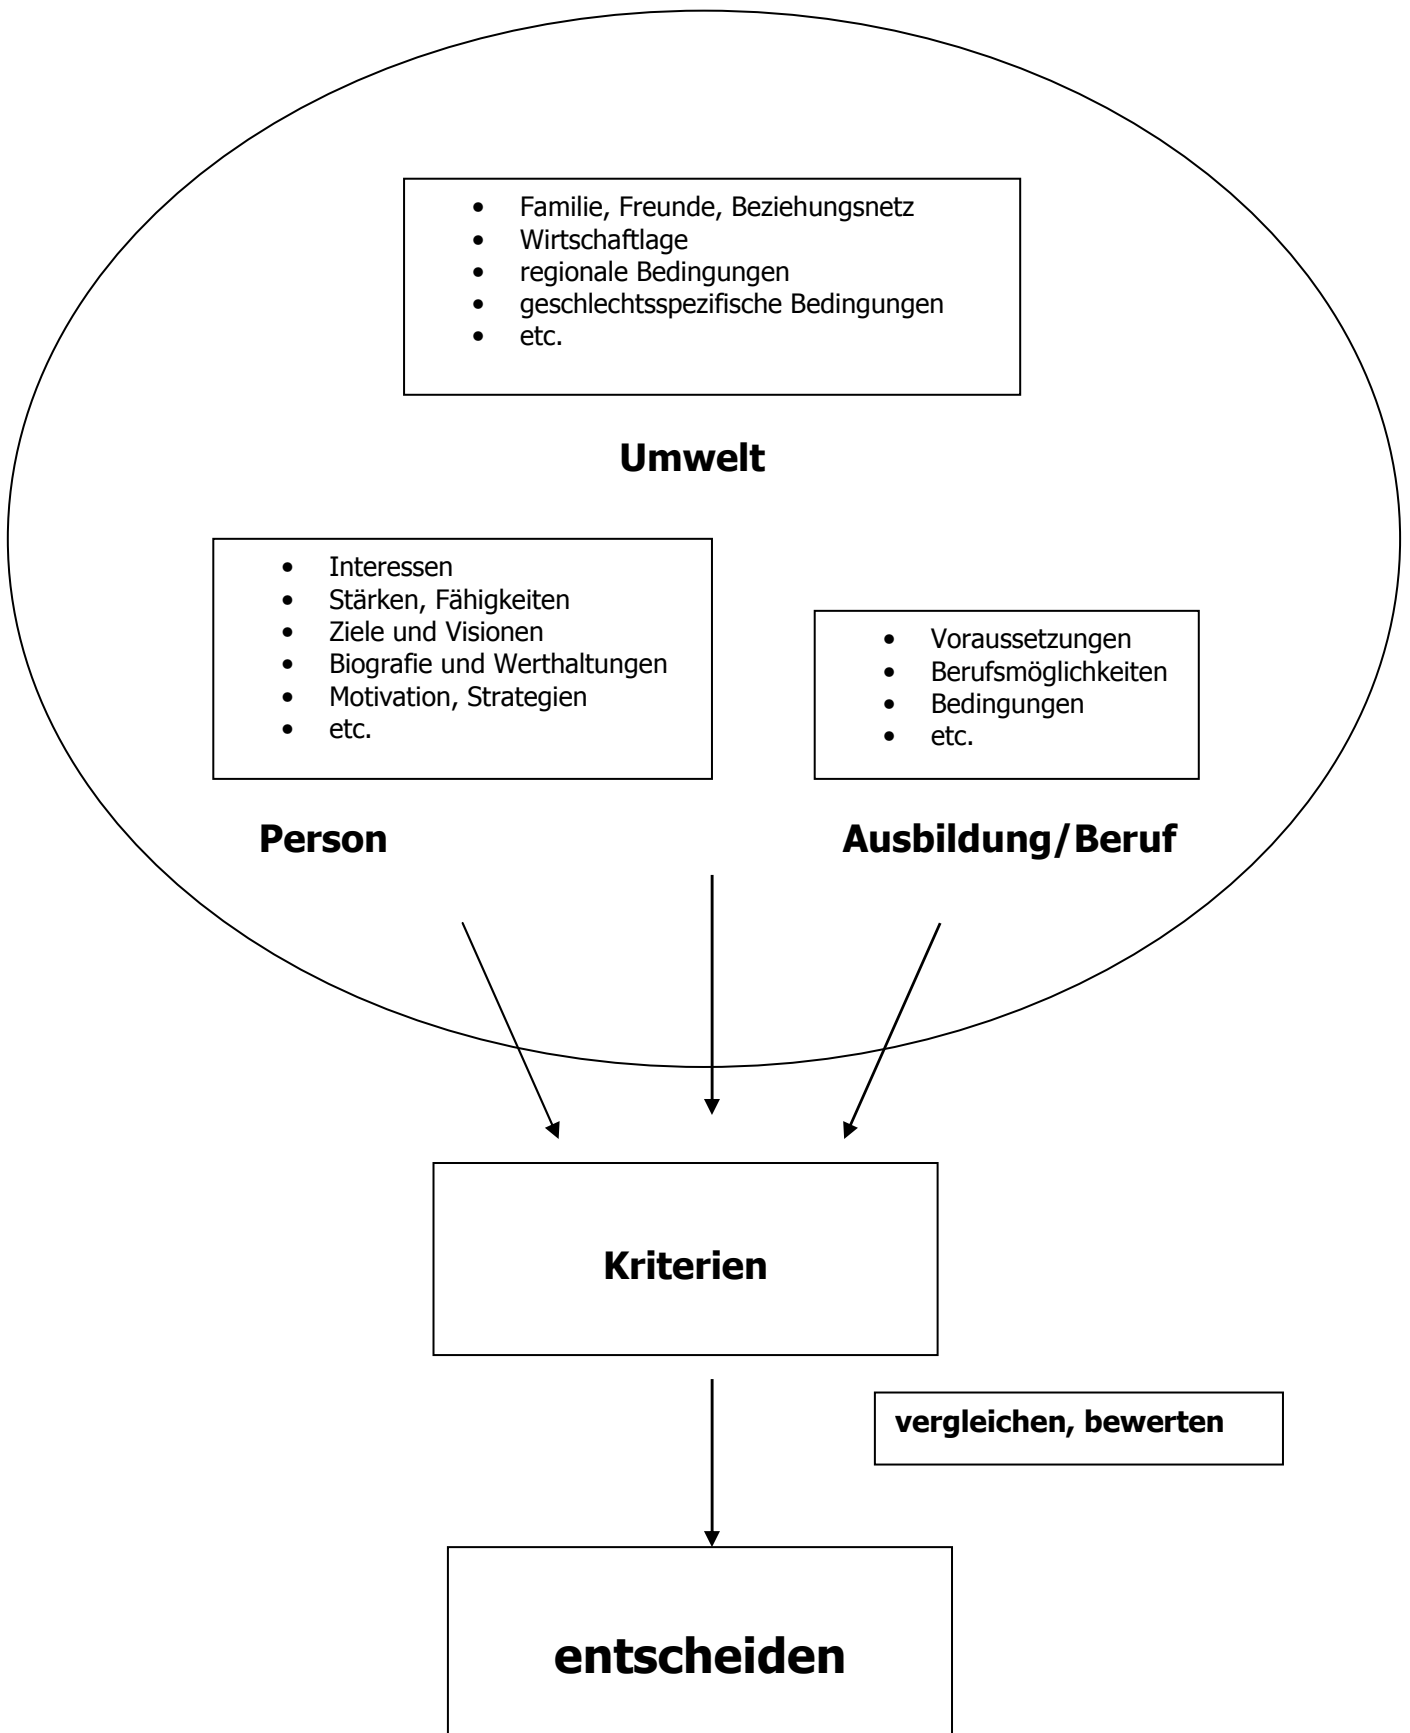 • Familie, Freunde, Beziehungsnetz
• Wirtschaftlage
• regionale Bedingungen
• geschlechtsspezifische Bedingungen
• etc.
Umwelt
• Interessen
• Stärken, Fähigkeiten
• Ziele und Visionen
• Biografie und Werthaltungen
• Motivation, Strategien
• etc.
Person
• Voraussetzungen
• Berufsmöglichkeiten
• Bedingungen
• etc.
Ausbildung/Beruf
Kriterien
vergleichen, bewerten
entscheiden